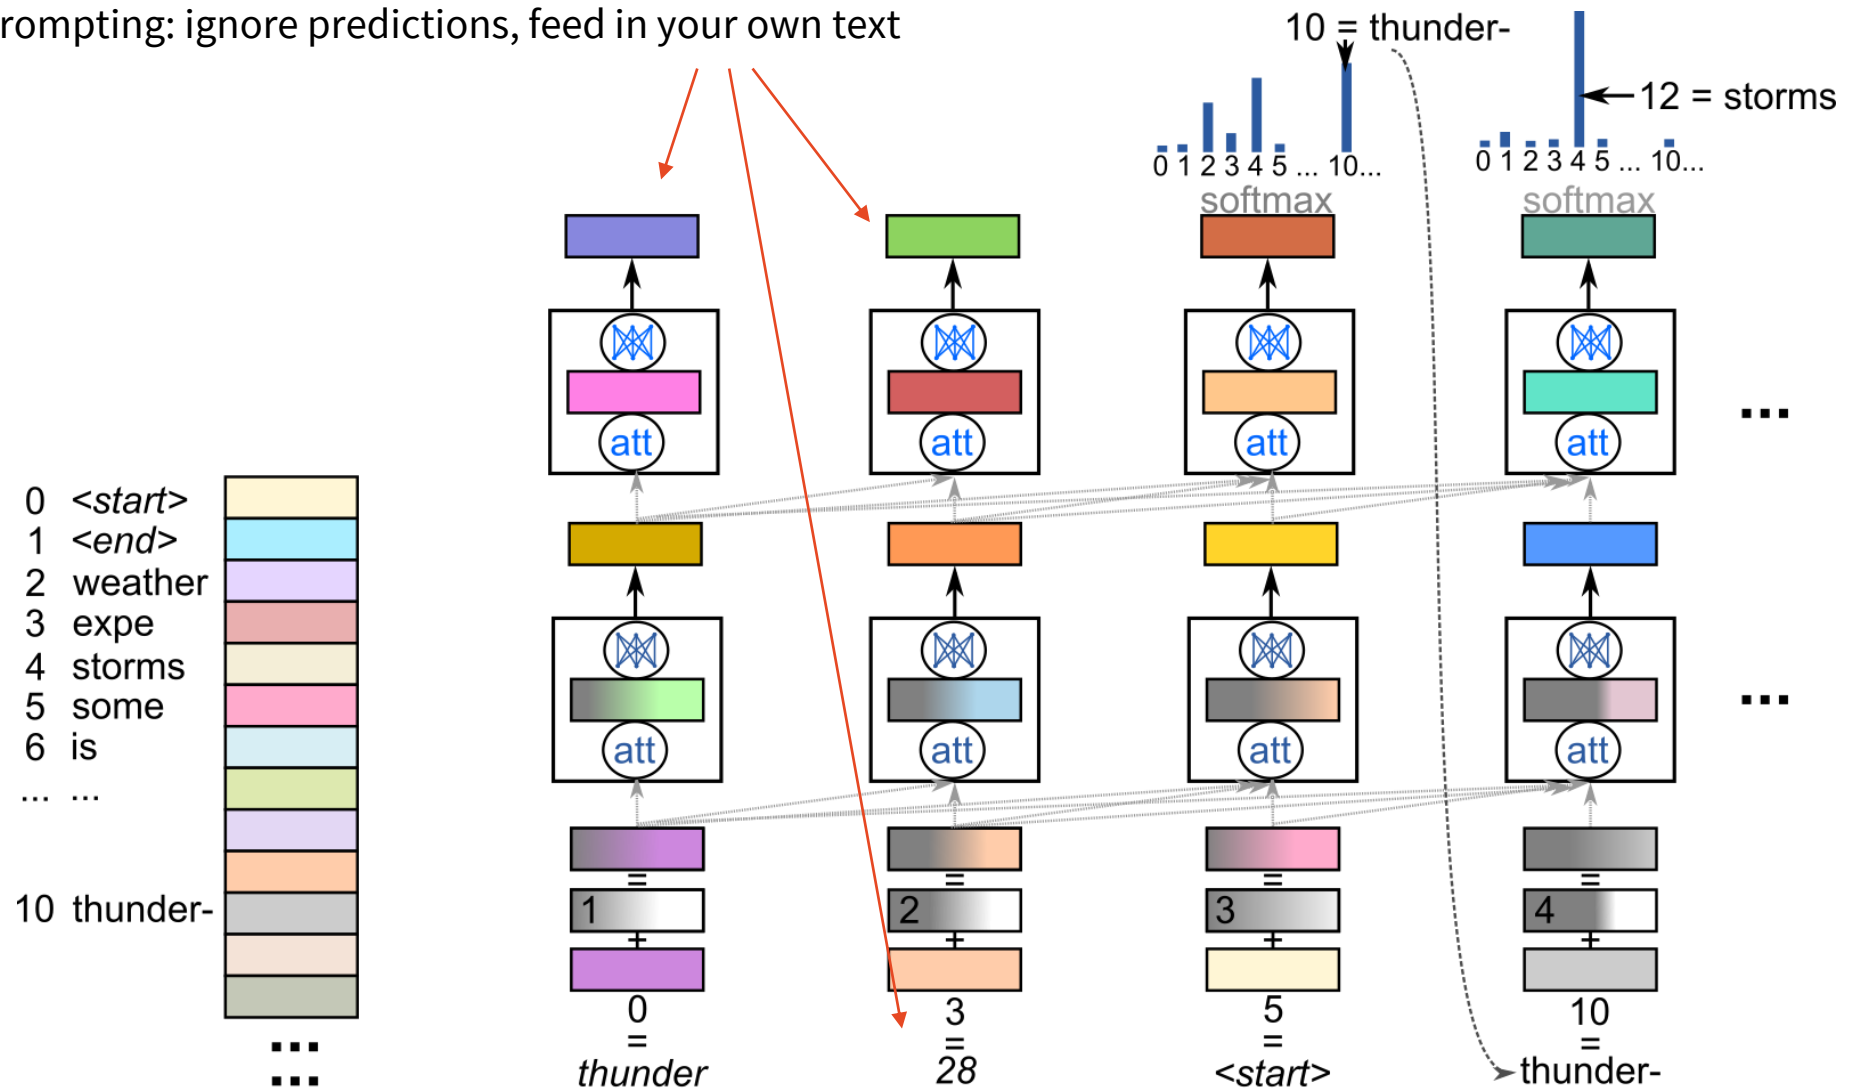 rompting: ignore predictions, feed in your own text
10 = thunder-
12 = storms
0 1 2 3 4 5 ... 10...
0 1 2 3 4 5 ... 10...
softmax
softmax
att
att
att
att
...
0 <start>
1 <end>
2 weather
3 expe
4 storms
5 some
6 is
... ...
10 thunder-
...
...
att
att
att
att
...
=
=
=
=
1
2
3
4
+
+
+
+
0
3
5
10
=
=
=
=
thunder
28
<start>
thunder-